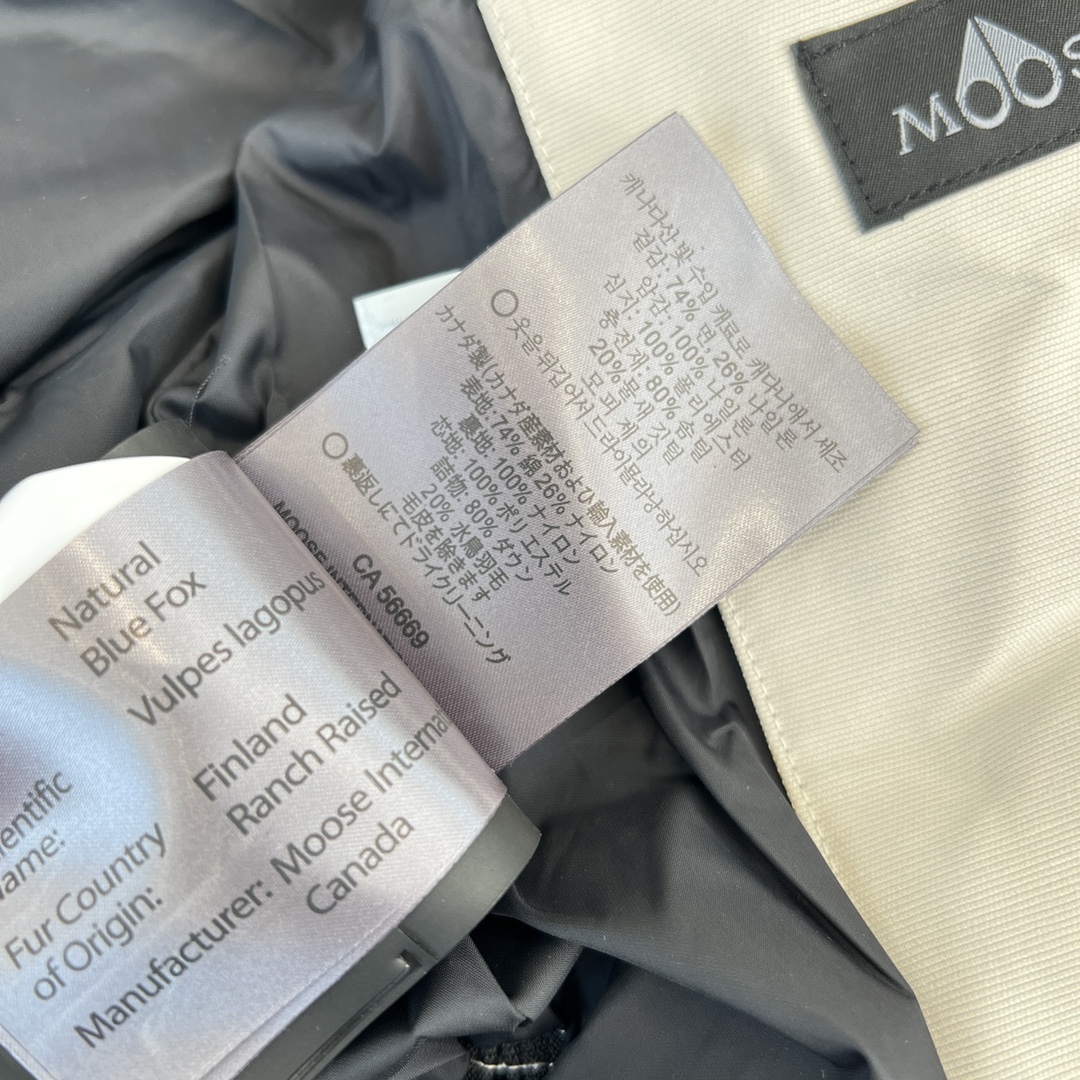 MOOS
캐나다산 및 수입 재료로 캐나다에서 제조
겉감: 74% 면, 26% 나일론
안감: 100% 나일론
심지: 100% 폴리에스터
충전재: 80% 솜털
20% 물새 깃털
모피 제외
○ 옷을 뒤집어서 드라이클리닝하십시오
カナダ製(カナダ産素材および輸入素材を使用)
表地: 74% 綿 26% ナイロン
裏地: 100% ナイロン
芯地: 100% ポリエステル
詰物: 80% ダウン
20% 水鳥羽毛
毛皮を除きます
○ 裏返しにてドライクリーニング
CA 56669
MOOSE
Natural
Blue Fox
Vulpes lagopus
entific
ame:
Finland
Ranch Raised
Fur Country
of Origin:
Manufacturer: Moose Internat
Canada